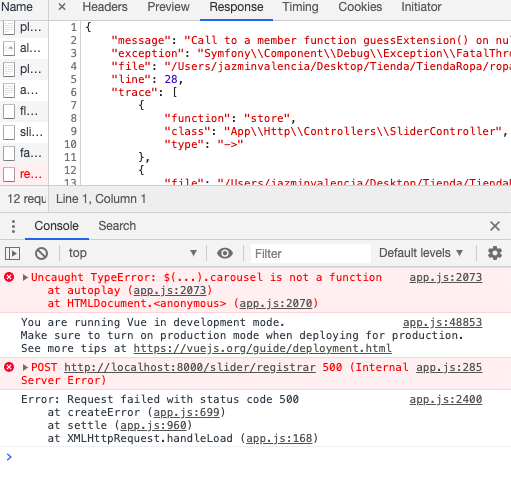 Name
Headers Preview Response Timing Cookies Initiator
pl...
al...
pl...
a...
fl...
sli...
fa...
re...
1 {
2 "message": "Call to a member function guessExtension() on nul
3 "exception": "Symfony\\Component\\Debug\\Exception\\FatalThro
4 "file": "/Users/jazminvalencia/Desktop/Tienda/TiendaRopa/ropa
5 "line": 28,
6 "trace": [
7 {
8 "function": "store",
9 "class": "App\\Http\\Controllers\\SliderController",
10 "type": "->"
11 },
12 {
13 "file": "/Users/jazminvalencia/Desktop/Tienda/Tienda
12 requ Line 1, Column 1
Console Search
top Filter Default levels
Uncaught TypeError: $(...).carousel is not a function app.js:2073
at autoplay (app.js:2073)
at HTMLDocument.<anonymous> (app.js:2070)
You are running Vue in development mode. app.js:48853
Make sure to turn on production mode when deploying for production.
See more tips at https://vuejs.org/guide/deployment.html
POST http://localhost:8000/slider/registrar 500 (Internal app.js:285
Server Error)
Error: Request failed with status code 500 app.js:2400
at createError (app.js:699)
at settle (app.js:960)
at XMLHttpRequest.handleLoad (app.js:168)